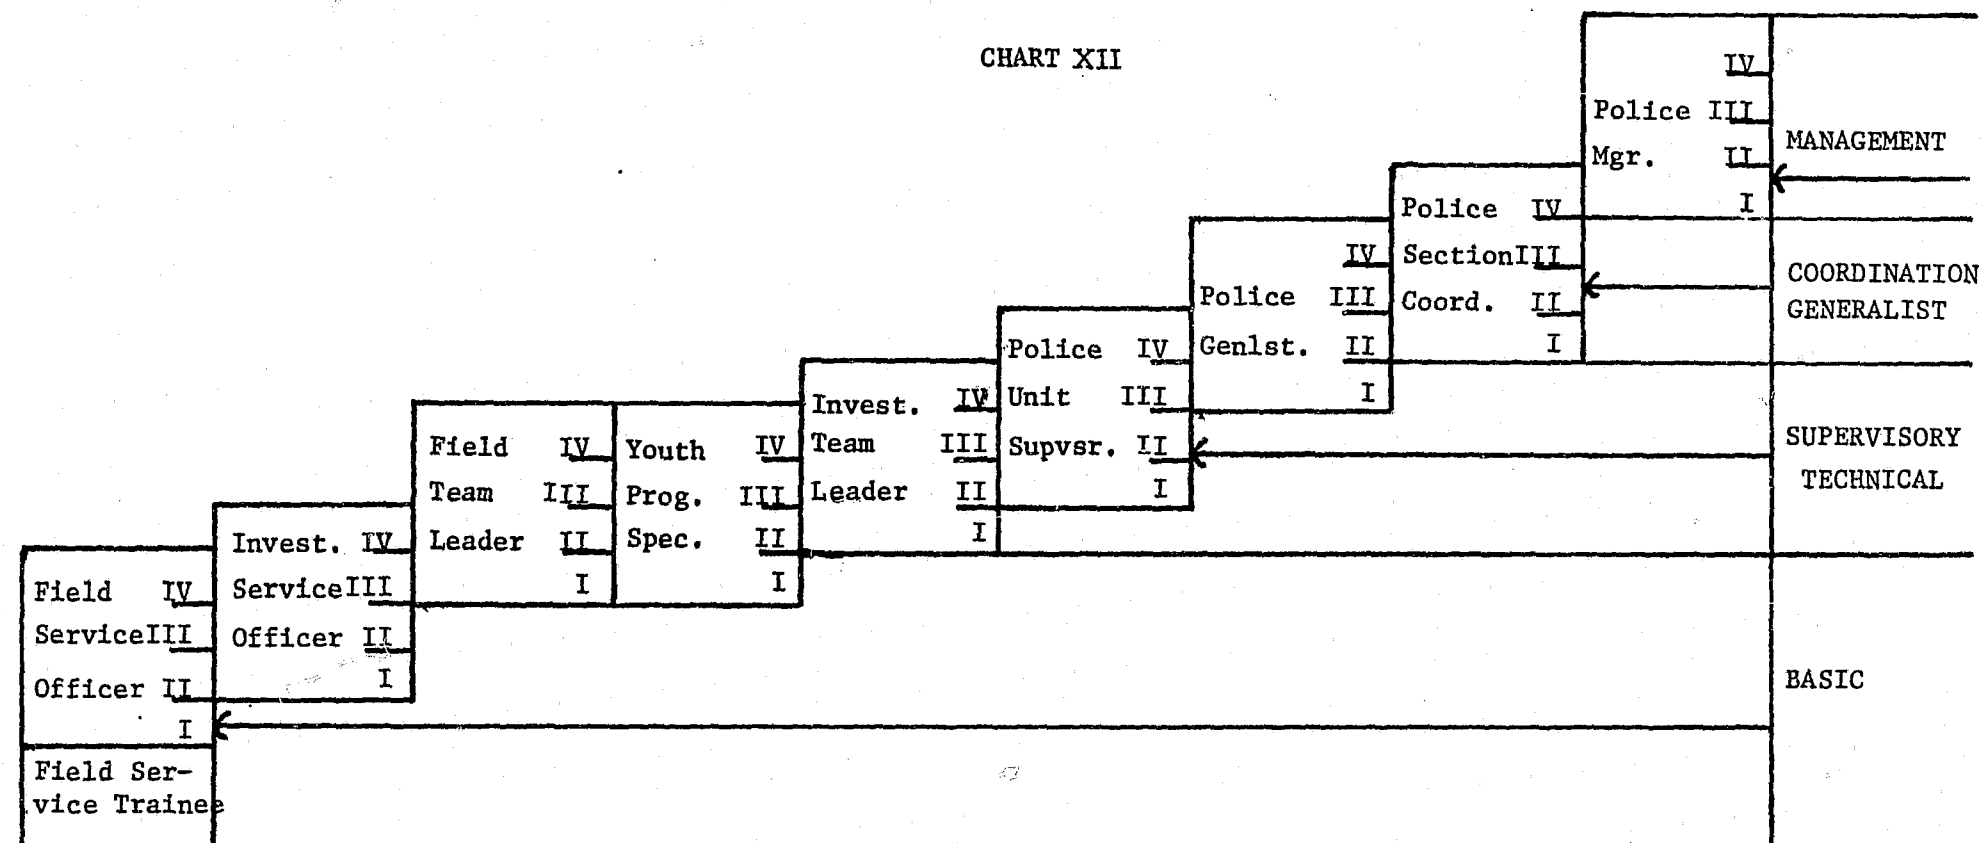 CHART XII
IV
Police III
Mgr. II
I
MANAGEMENT
Police IV
Section III
Coord. II
I
COORDINATION
GENERALIST
IV
Police III
Genlst. II
I
Police IV
Unit III
Supvsr. II
I
SUPERVISORY
TECHNICAL
Invest. IV
Team III
Leader II
I
Youth IV
Prog. III
Spec. II
I
Field IV
Team III
Leader II
I
Invest. IV
Service III
Officer II
I
Field IV
Service III
Officer II
I
BASIC
Field Ser-
vice Trainee